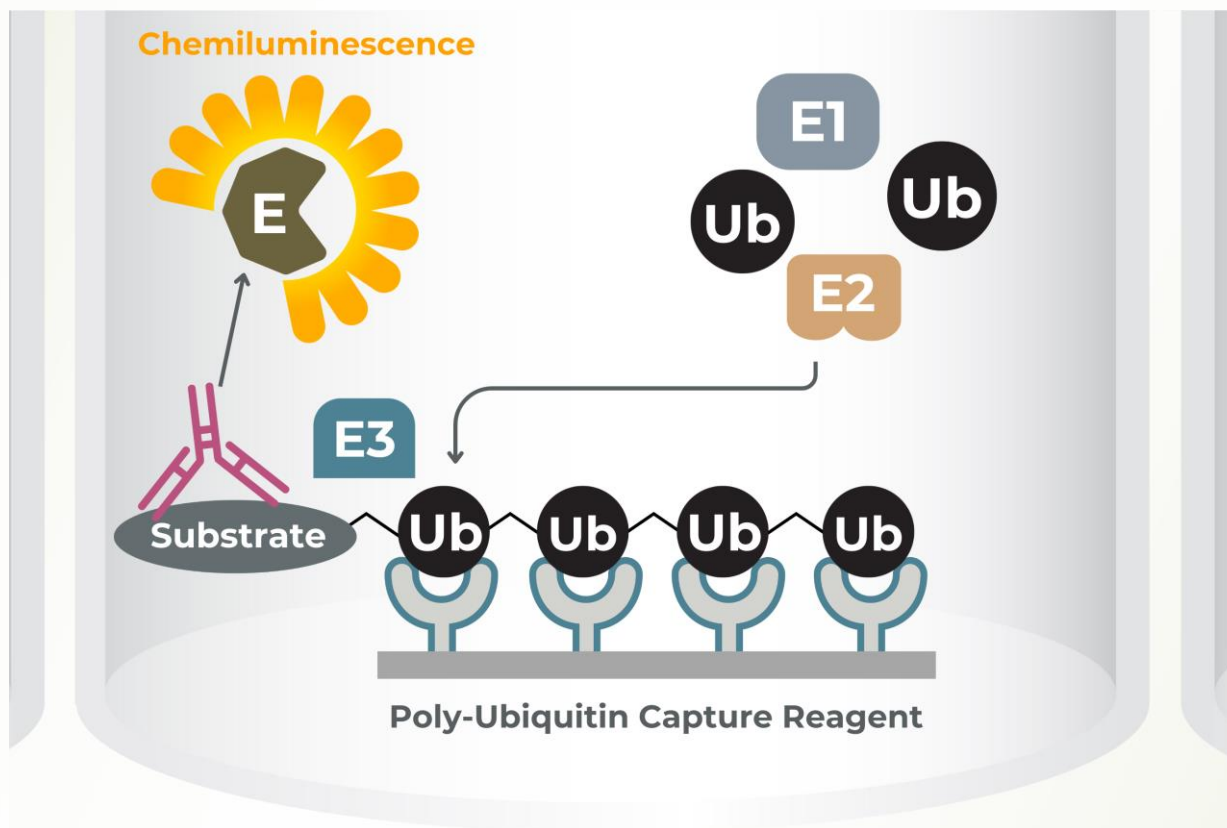 Chemiluminescence
E1
Ub
Ub
E
E2
E3
Substrate
Ub
Ub
Ub
Ub
Poly-Ubiquitin Capture Reagent